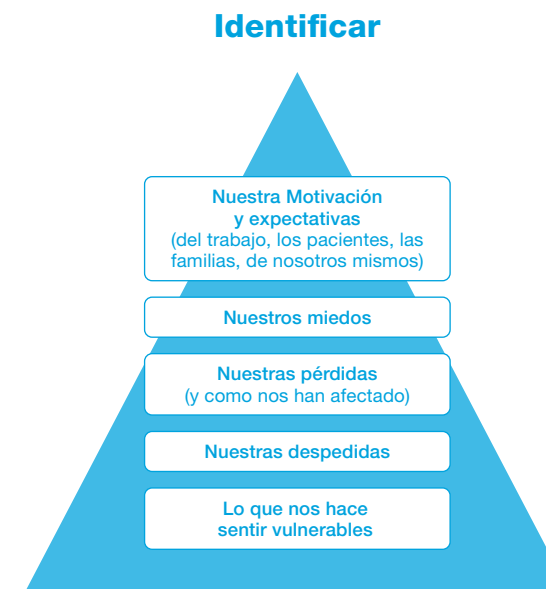 Identificar
Nuestra Motivación
y expectativas
(del trabajo, los pacientes, las
familias, de nosotros mismos)
Nuestros miedos
Nuestras pérdidas
(y como nos han afectado)
Nuestras despedidas
Lo que nos hace
sentir vulnerables